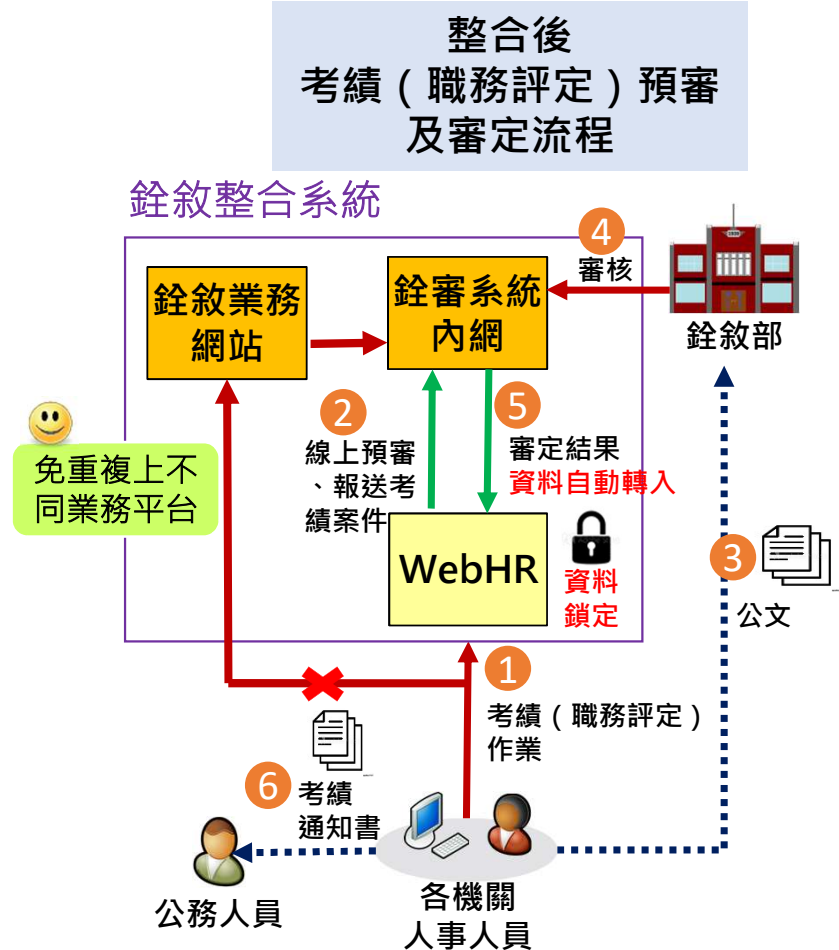 整合後
考績（職務評定）預審
及審定流程
銓敘整合系統
4
審核
銓敘業務
網站
銓審系統
內網
銓敘部
2
線上預審
、報送考
績案件
5
審定結果
資料自動轉入
免重複上不
同業務平台
WebHR
資料
鎖定
3
公文
1
考績（職務評定）
作業
6
考績
通知書
公務人員
各機關
人事人員